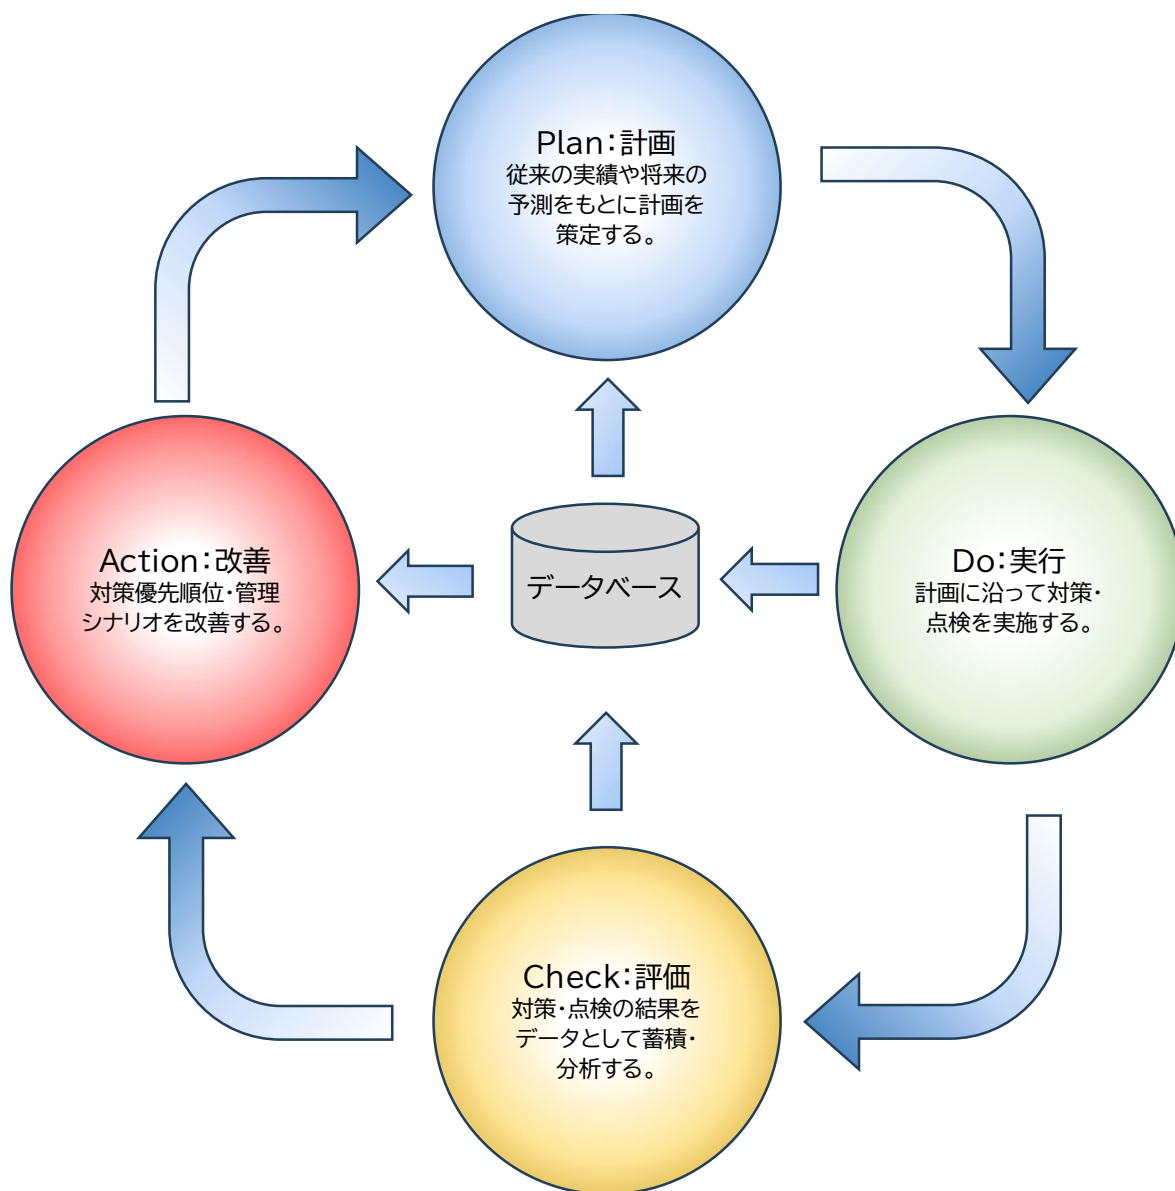 Plan：計画
従来の実績や将来の
予測をもとに計画を
策定する。
Action：改善
対策優先順位・管理
シナリオを改善する。
データベース
Do：実行
計画に沿って対策・
点検を実施する。
Check：評価
対策・点検の結果を
データとして蓄積・
分析する。